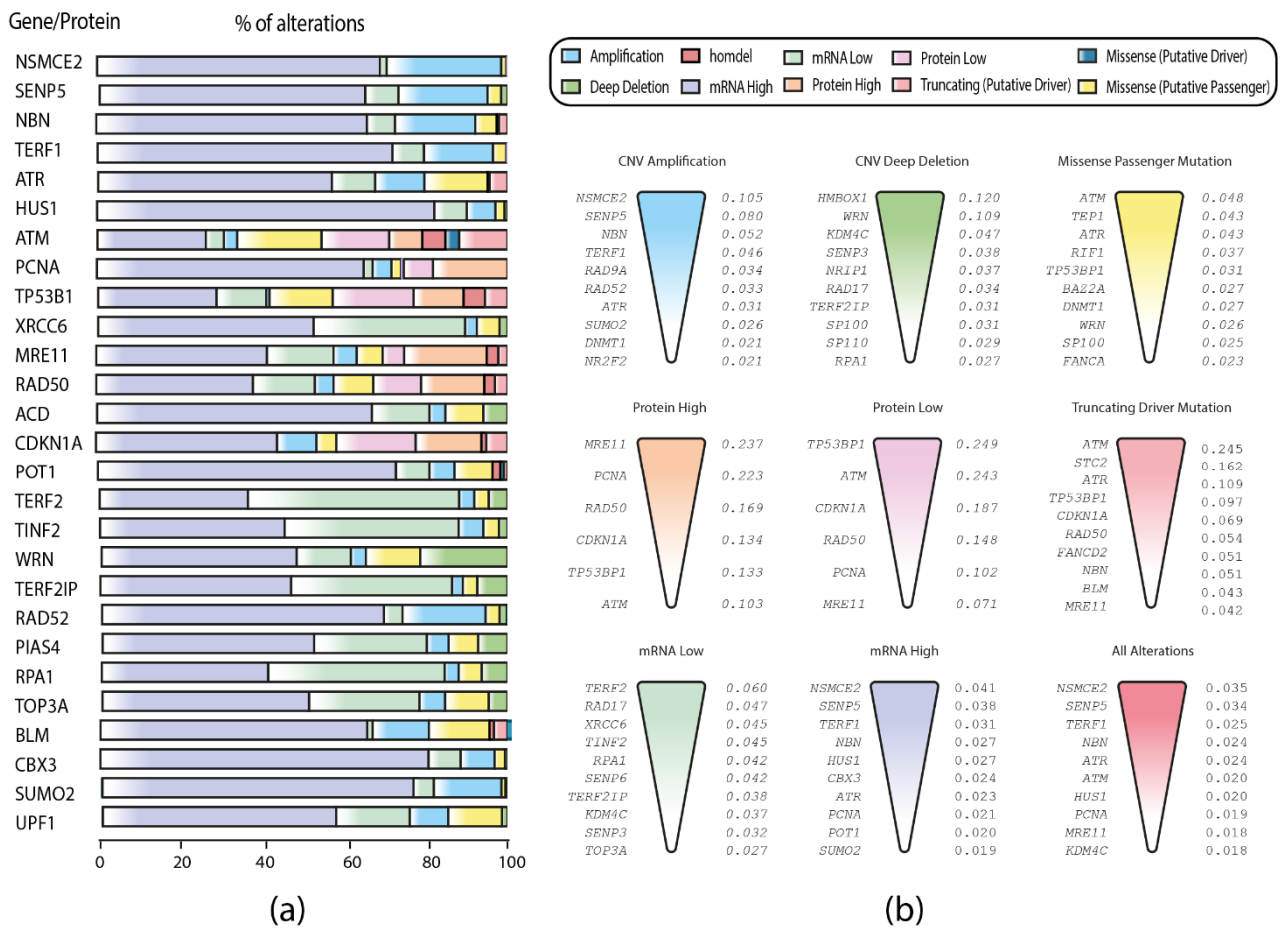 Gene/Protein
% of alterations
NSMCE2
SENP5
NBN
TERF1
ATR
HUS1
ATM
PCNA
TP53B1
XRCC6
MRE11
RAD50
ACD
CDKN1A
POT1
TERF2
TINF2
WRN
TERF2IP
RAD52
PIAS4
RPA1
TOP3A
BLM
CBX3
SUMO2
UPF1
0 20 40 60 80 100
(a)
Amplification homdel mRNA Low Protein Low Missense (Putative Driver)
Deep Deletion mRNA High Protein High Truncating (Putative Driver) Missense (Putative Passenger)
CNV Amplification
NSMCE2 0.105
SENP5 0.080
NBN 0.052
TERF1 0.046
RAD9A 0.034
RAD52 0.033
ATR 0.031
SUMO2 0.026
DNMT1 0.021
NR2F2 0.021
CNV Deep Deletion
HMBOX1 0.120
WRN 0.109
KDM4C 0.047
SENP3 0.038
NRIP1 0.037
RAD17 0.034
TERF2IP 0.031
SP100 0.031
SP110 0.029
RPA1 0.027
Missense Passenger Mutation
ATM 0.048
TEP1 0.043
ATR 0.043
RIF1 0.037
TP53BP1 0.031
BAZ2A 0.027
DNMT1 0.027
WRN 0.026
SP100 0.025
FANCA 0.023
Protein High
MRE11 0.237
PCNA 0.223
RAD50 0.169
CDKN1A 0.134
TP53BP1 0.133
ATM 0.103
Protein Low
TP53BP1 0.249
ATM 0.243
CDKN1A 0.187
RAD50 0.148
PCNA 0.102
MRE11 0.071
Truncating Driver Mutation
ATM 0.245
STC2 0.162
ATR 0.109
TP53BP1 0.097
CDKN1A 0.069
RAD50 0.054
FANCD2 0.051
NBN 0.051
BLM 0.043
MRE11 0.042
mRNA Low
TERF2 0.060
RAD17 0.047
XRCC6 0.045
TINF2 0.045
RPA1 0.042
SENP6 0.042
TERF2IP 0.038
KDM4C 0.037
SENP3 0.032
TOP3A 0.027
mRNA High
NSMCE2 0.041
SENP5 0.038
TERF1 0.031
NBN 0.027
HUS1 0.027
CBX3 0.024
ATR 0.023
PCNA 0.021
POT1 0.020
SUMO2 0.019
All Alterations
NSMCE2 0.035
SENP5 0.034
TERF1 0.025
NBN 0.024
ATR 0.024
ATM 0.020
HUS1 0.020
PCNA 0.019
MRE11 0.018
KDM4C 0.018
(b)